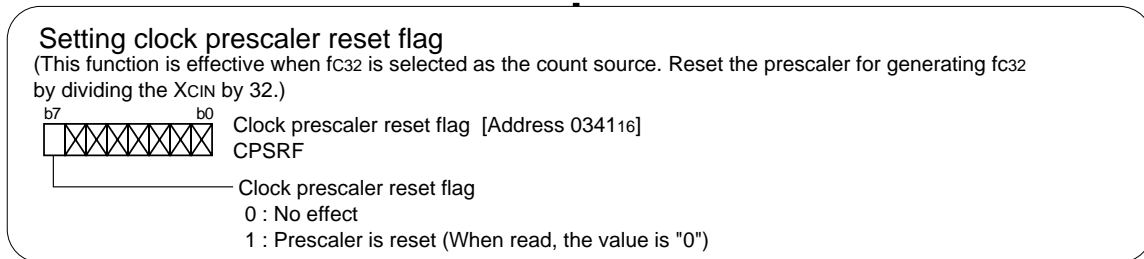 Setting clock prescaler reset flag
(This function is effective when fC32 is selected as the count source. Reset the prescaler for generating fC32
by dividing the XCIN by 32.)
b7 b0
Clock prescaler reset flag [Address 034116]
CPSRF
Clock prescaler reset flag
0 : No effect
1 : Prescaler is reset (When read, the value is "0")